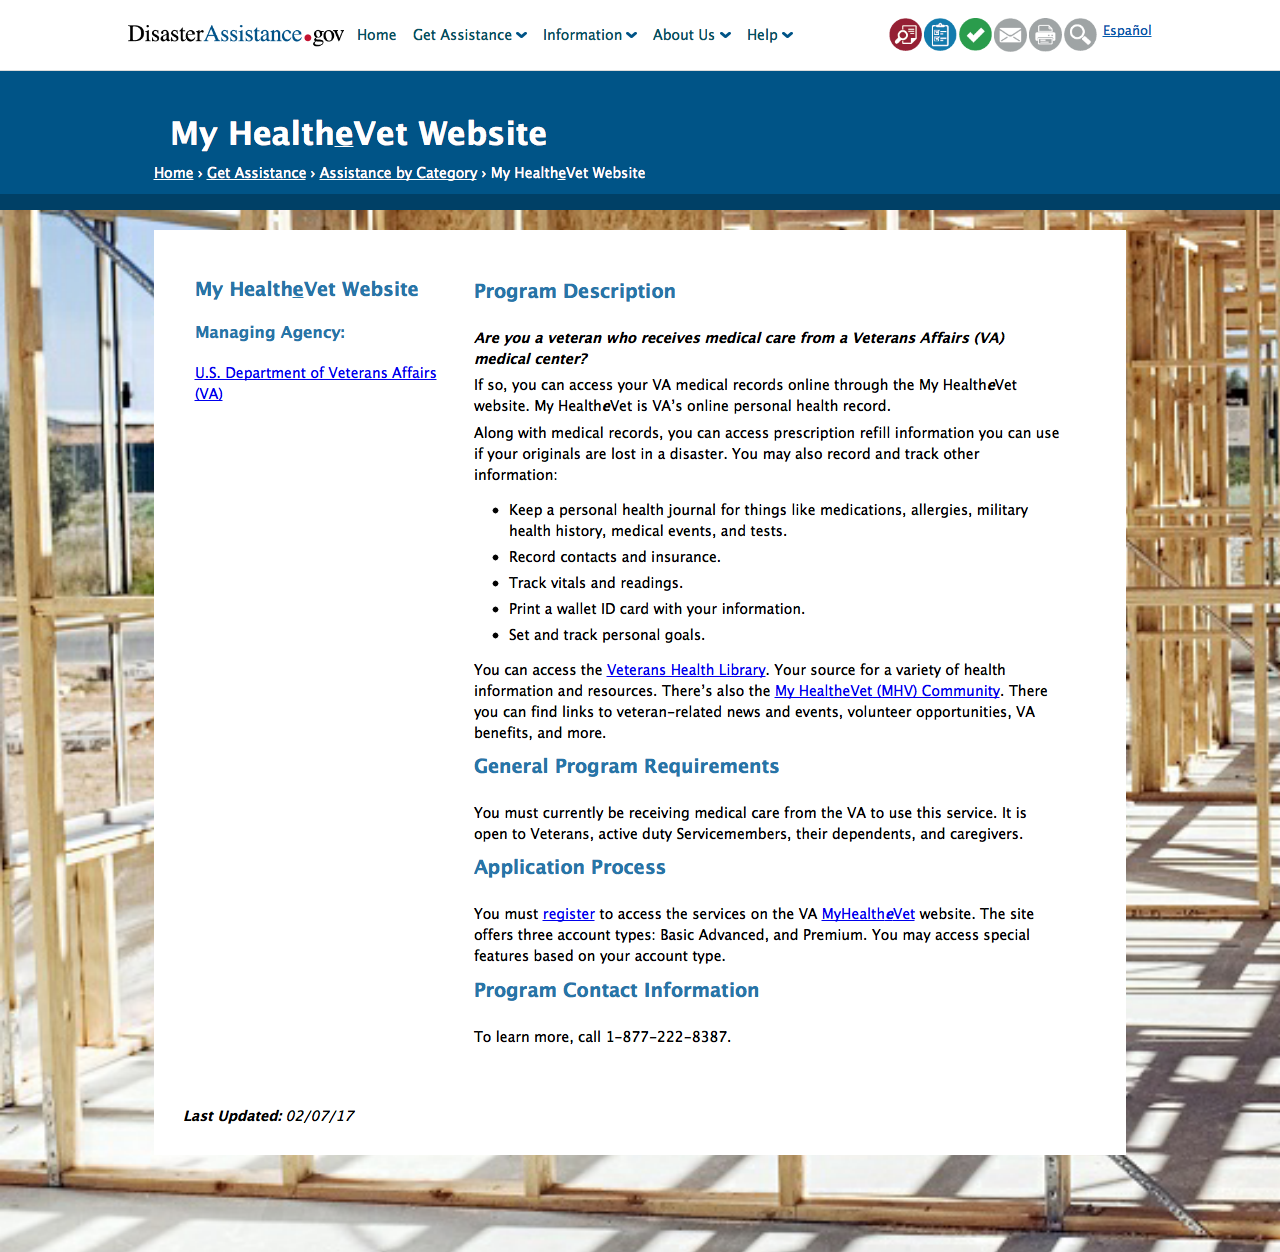 DisasterAssistance.gov Home Get Assistance Information About Us Help Español
My HealtheVet Website
Home › Get Assistance › Assistance by Category › My HealtheVet Website
My HealtheVet Website
Managing Agency:
U.S. Department of Veterans Affairs
(VA)
Program Description
Are you a veteran who receives medical care from a Veterans Affairs (VA)
medical center?
If so, you can access your VA medical records online through the My HealtheVet
website. My HealtheVet is VA’s online personal health record.
Along with medical records, you can access prescription refill information you can use
if your originals are lost in a disaster. You may also record and track other
information:
• Keep a personal health journal for things like medications, allergies, military
health history, medical events, and tests.
• Record contacts and insurance.
• Track vitals and readings.
• Print a wallet ID card with your information.
• Set and track personal goals.
You can access the Veterans Health Library. Your source for a variety of health
information and resources. There’s also the My HealtheVet (MHV) Community. There
you can find links to veteran-related news and events, volunteer opportunities, VA
benefits, and more.
General Program Requirements
You must currently be receiving medical care from the VA to use this service. It is
open to Veterans, active duty Servicemembers, their dependents, and caregivers.
Application Process
You must register to access the services on the VA MyHealtheVet website. The site
offers three account types: Basic Advanced, and Premium. You may access special
features based on your account type.
Program Contact Information
To learn more, call 1-877-222-8387.
Last Updated: 02/07/17